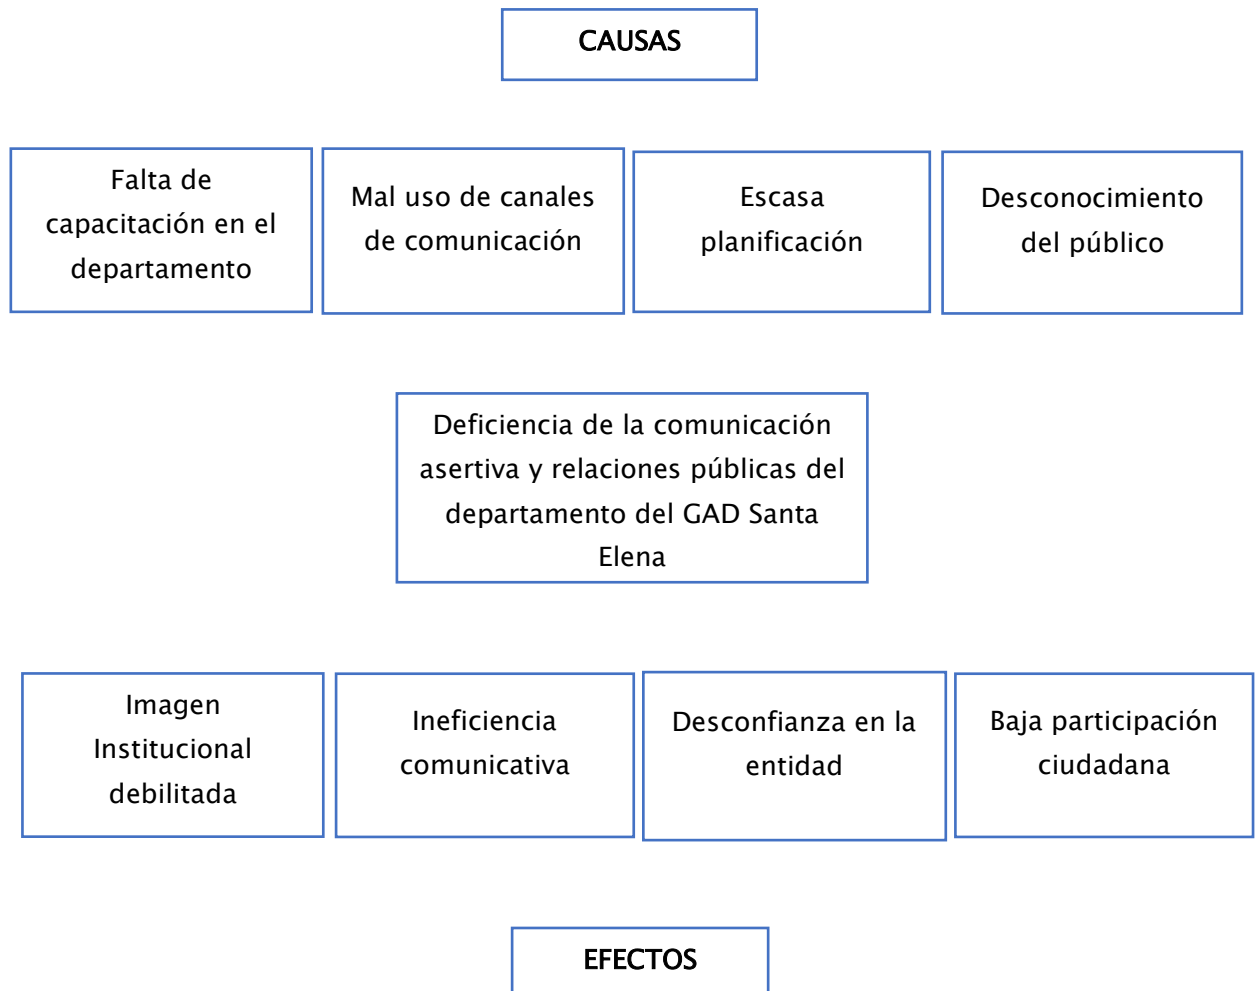 CAUSAS
Falta de
capacitación en el
departamento
Mal uso de canales
de comunicación
Escasa
planificación
Desconocimiento
del público
Deficiencia de la comunicación
asertiva y relaciones públicas del
departamento del GAD Santa
Elena
Imagen
Institucional
debilitada
Ineficiencia
comunicativa
Desconfianza en la
entidad
Baja participación
ciudadana
EFECTOS